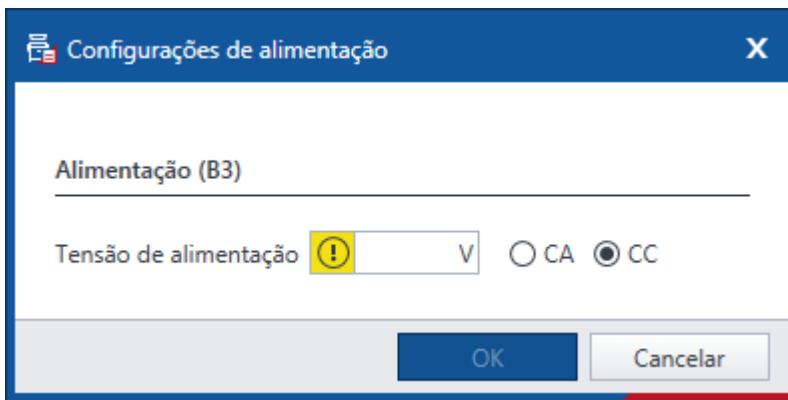 Configurações de alimentação X
Alimentação (B3)
Tensão de alimentação ! V CA CC
OK Cancelar